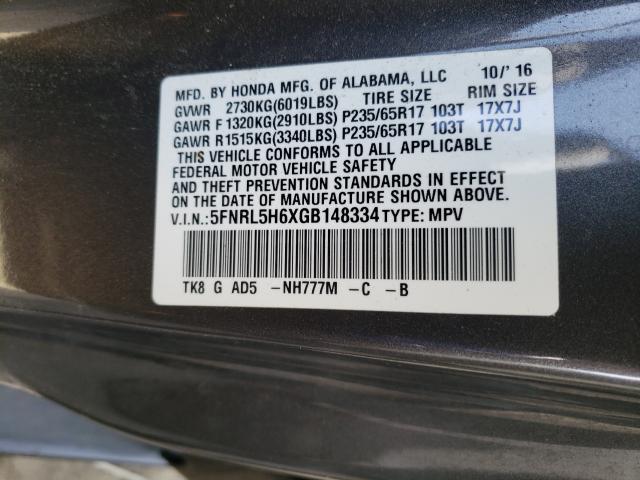 MFD. BY HONDA MFG. OF ALABAMA, LLC 10/'16
GVWR 2730KG(6019LBS) TIRE SIZE RIM SIZE
GAWR F 1320KG(2910LBS) P235/65R17 103T 17X7J
GAWR R 1515KG(3340LBS) P235/65R17 103T 17X7J
THIS VEHICLE CONFORMS TO ALL APPLICABLE
FEDERAL MOTOR VEHICLE SAFETY
AND THEFT PREVENTION STANDARDS IN EFFECT
ON THE DATE OF MANUFACTURE SHOWN ABOVE.
V.I.N.: 5FNRL5H6XGB148334 TYPE: MPV
TK8 G AD5 -NH777M -C -B